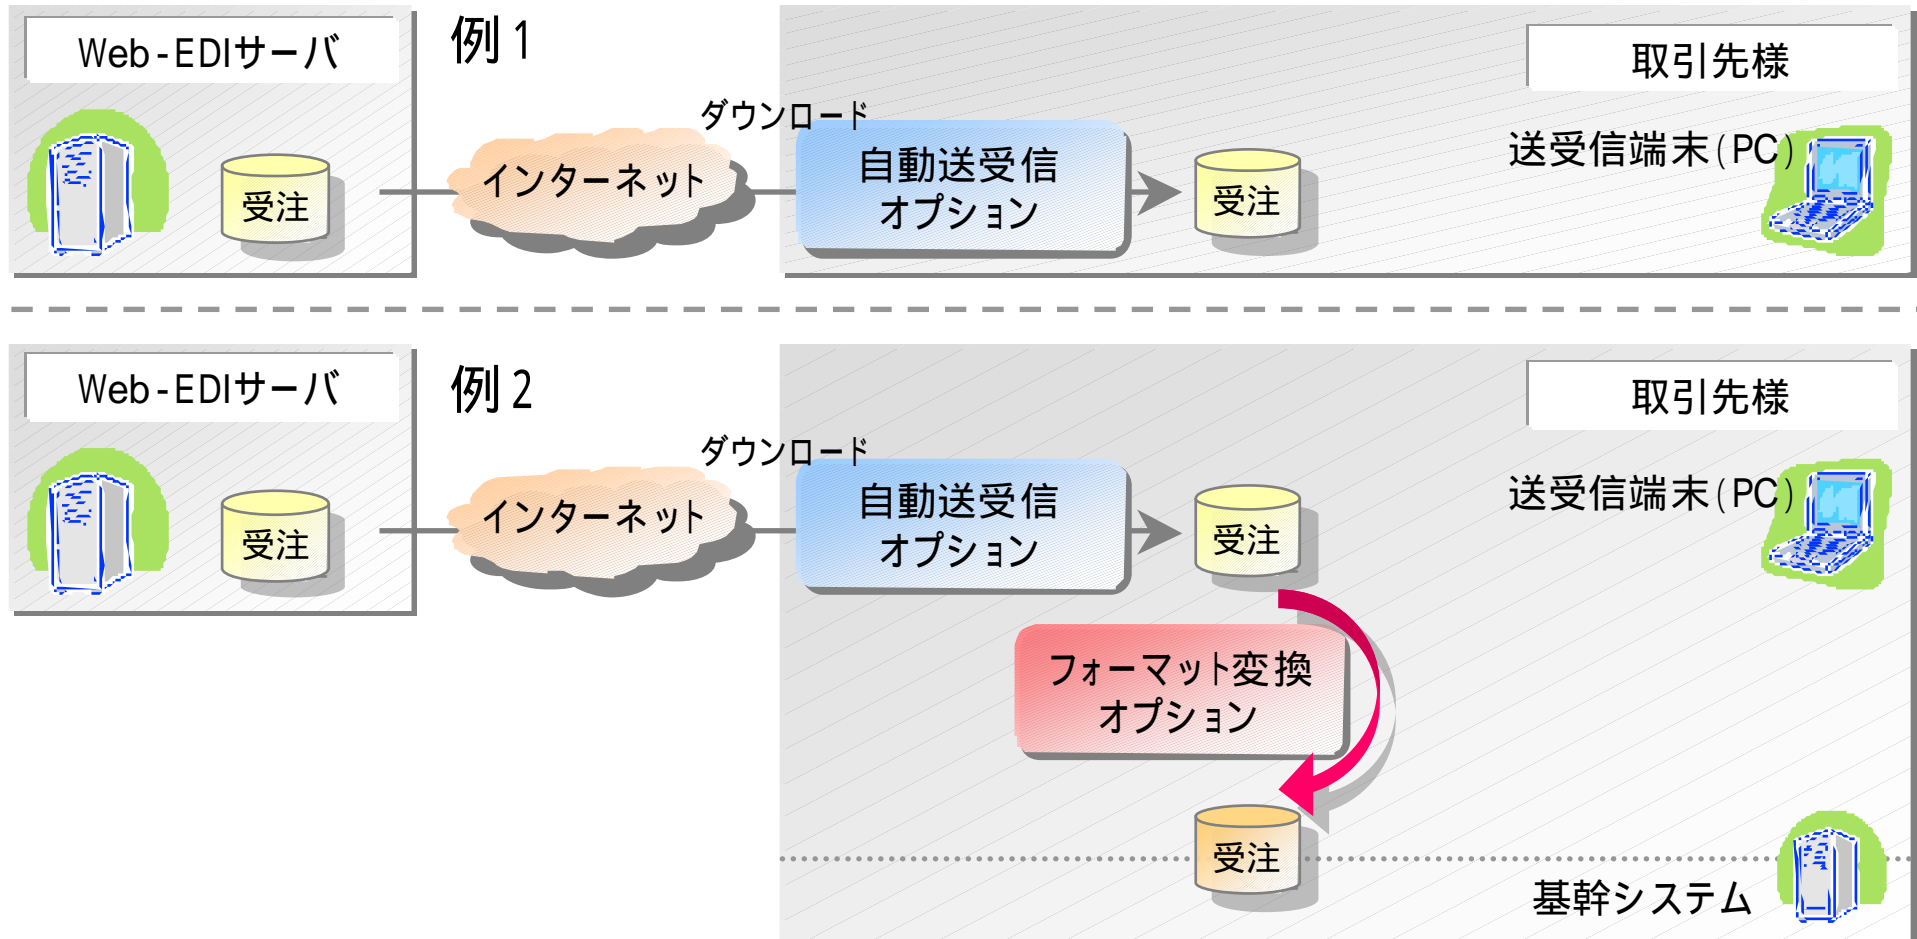 Web-EDIサーバ
例1
取引先様
ダウンロード
送受信端末(PC)
受注
インターネット
自動送受信
オプション
受注
Web-EDIサーバ
例2
取引先様
ダウンロード
送受信端末(PC)
受注
インターネット
自動送受信
オプション
受注
フォーマット変換
オプション
受注
基幹システム